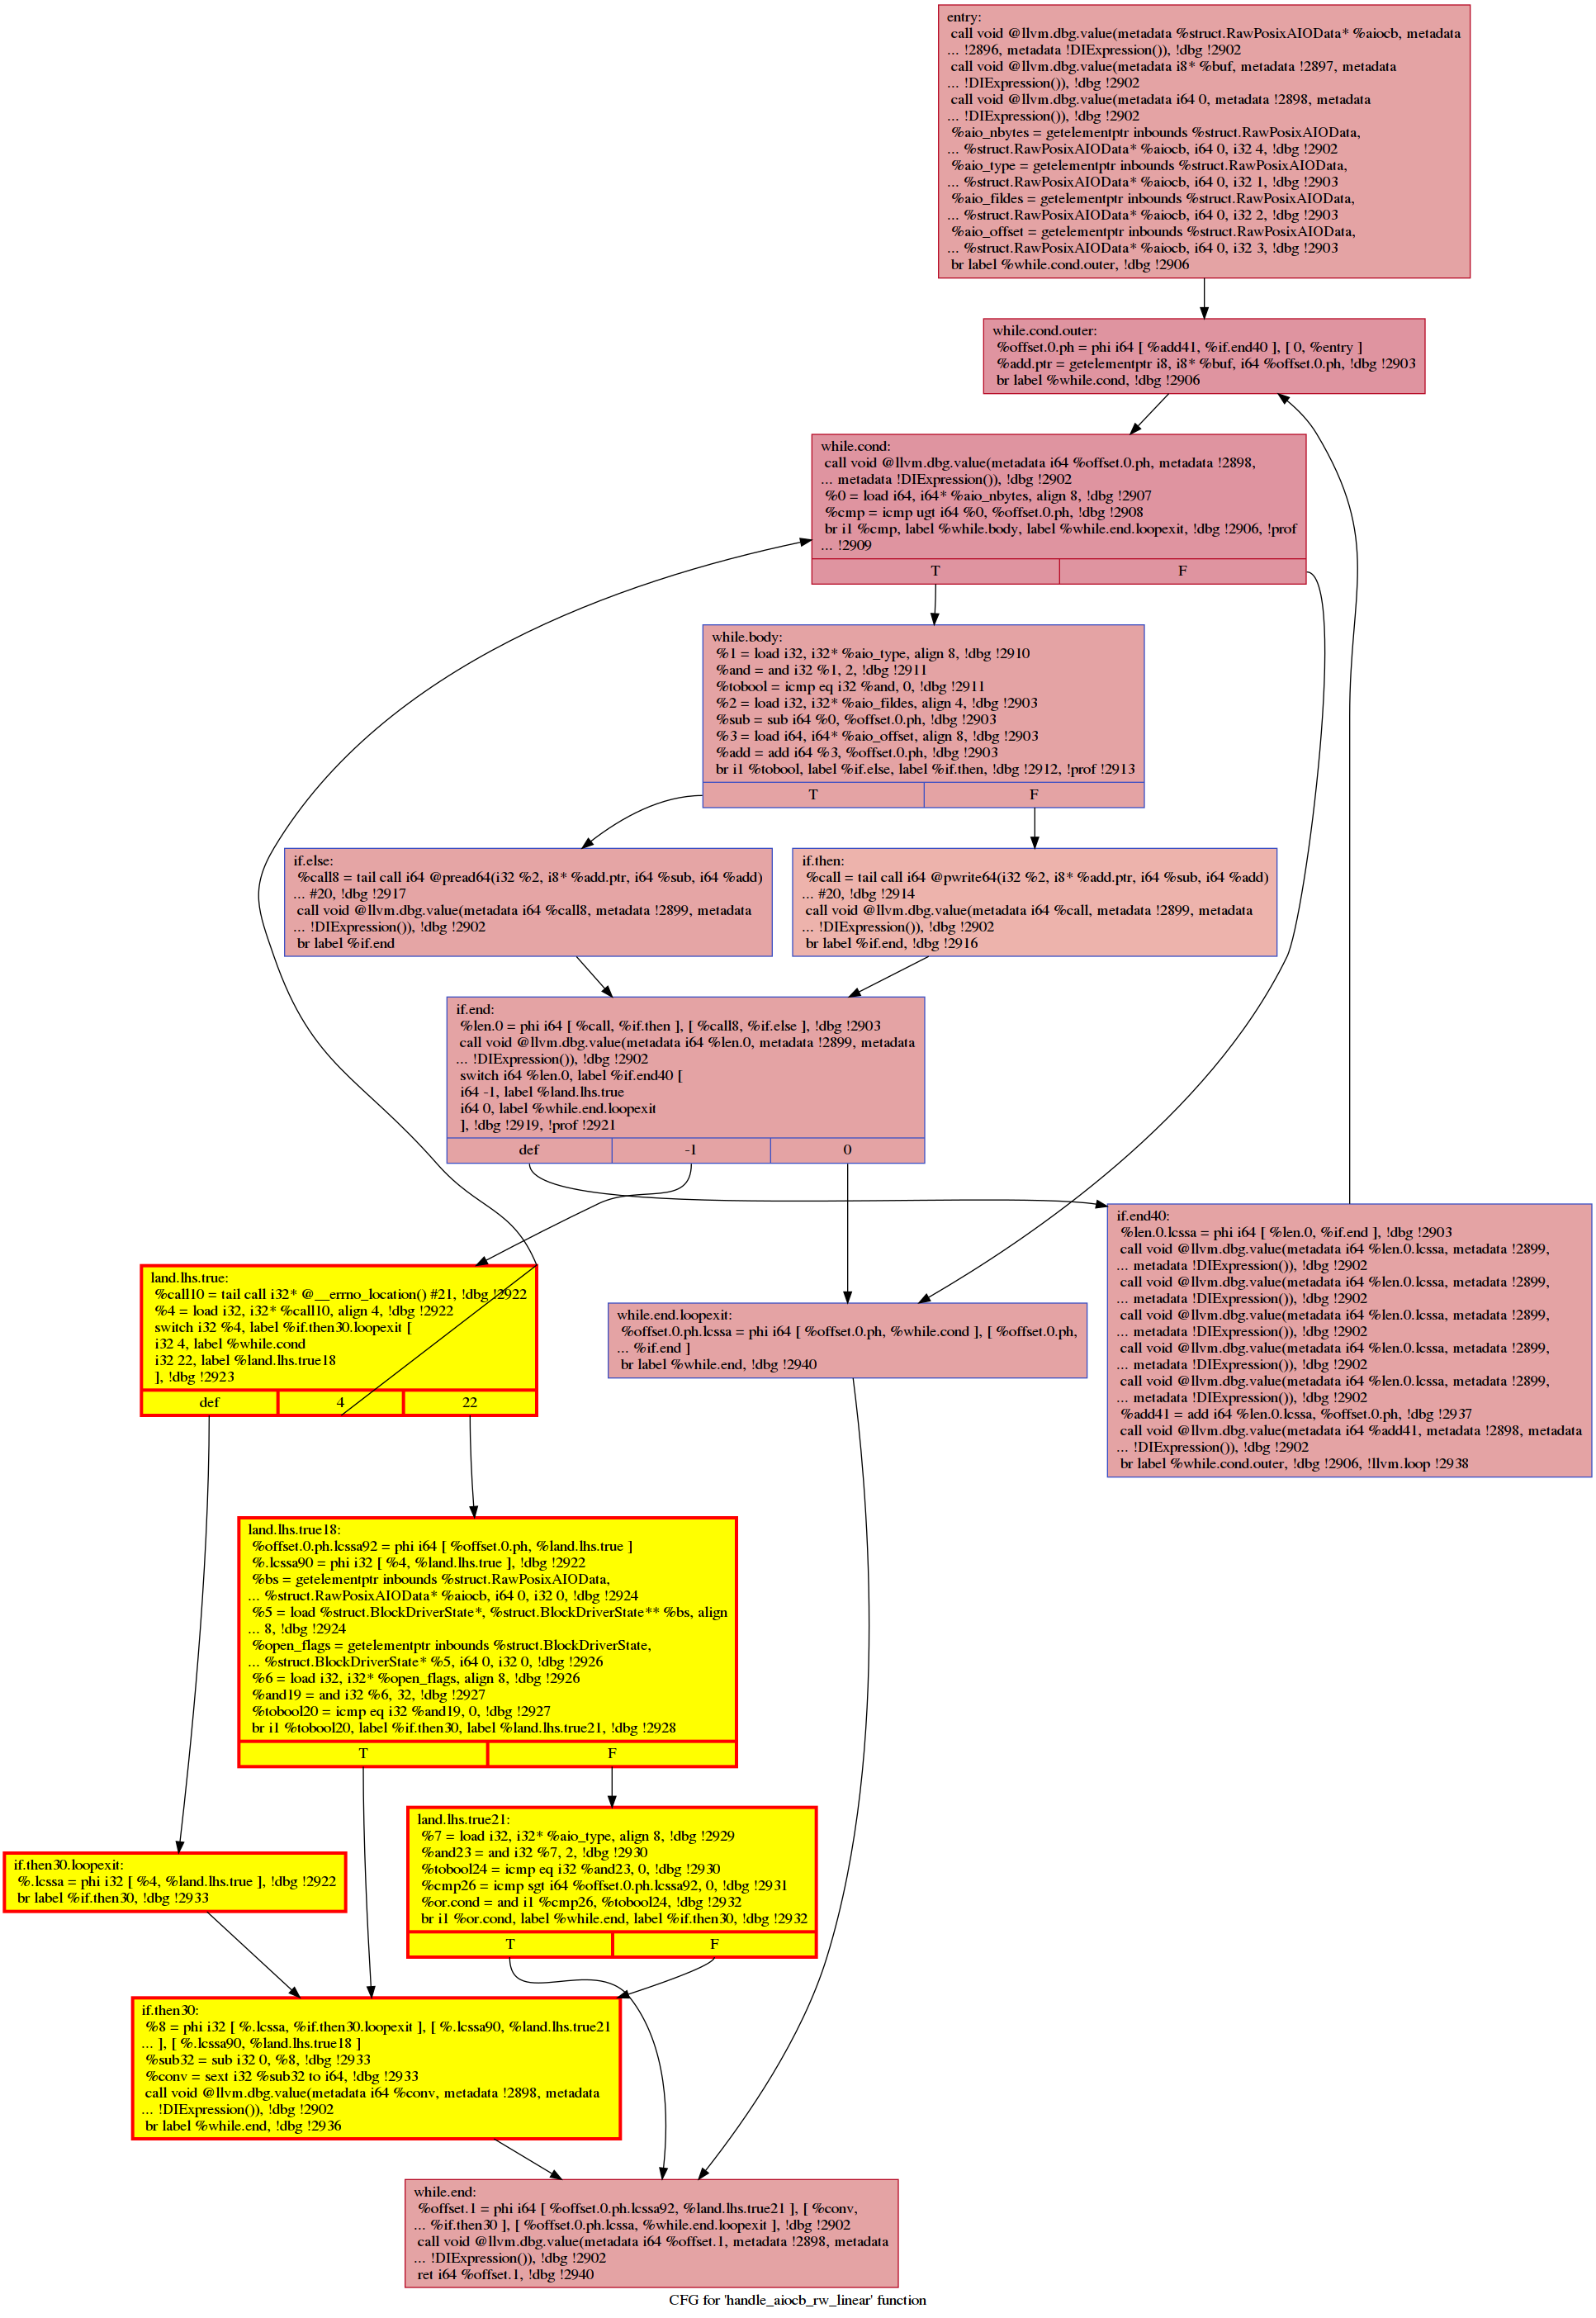 entry:
call void @llvm.dbg.value(metadata %struct.RawPosixAIOData* %aiocb, metadata
... !2896, metadata !DIExpression()), !dbg !2902
call void @llvm.dbg.value(metadata i8* %buf, metadata !2897, metadata
... !DIExpression()), !dbg !2902
call void @llvm.dbg.value(metadata i64 0, metadata !2898, metadata
... !DIExpression()), !dbg !2902
%aio_nbytes = getelementptr inbounds %struct.RawPosixAIOData,
... %struct.RawPosixAIOData* %aiocb, i64 0, i32 4, !dbg !2902
%aio_type = getelementptr inbounds %struct.RawPosixAIOData,
... %struct.RawPosixAIOData* %aiocb, i64 0, i32 1, !dbg !2903
%aio_fildes = getelementptr inbounds %struct.RawPosixAIOData,
... %struct.RawPosixAIOData* %aiocb, i64 0, i32 2, !dbg !2903
%aio_offset = getelementptr inbounds %struct.RawPosixAIOData,
... %struct.RawPosixAIOData* %aiocb, i64 0, i32 3, !dbg !2903
br label %while.cond.outer, !dbg !2906
while.cond.outer:
%offset.0.ph = phi i64 [ %add41, %if.end40 ], [ 0, %entry ]
%add.ptr = getelementptr i8, i8* %buf, i64 %offset.0.ph, !dbg !2903
br label %while.cond, !dbg !2906
while.cond:
call void @llvm.dbg.value(metadata i64 %offset.0.ph, metadata !2898,
... metadata !DIExpression()), !dbg !2902
%0 = load i64, i64* %aio_nbytes, align 8, !dbg !2907
%cmp = icmp ugt i64 %0, %offset.0.ph, !dbg !2908
br i1 %cmp, label %while.body, label %while.end.loopexit, !dbg !2906, !prof
... !2909
T F
while.body:
%1 = load i32, i32* %aio_type, align 8, !dbg !2910
%and = and i32 %1, 2, !dbg !2911
%tobool = icmp eq i32 %and, 0, !dbg !2911
%2 = load i32, i32* %aio_fildes, align 4, !dbg !2903
%sub = sub i64 %0, %offset.0.ph, !dbg !2903
%3 = load i64, i64* %aio_offset, align 8, !dbg !2903
%add = add i64 %3, %offset.0.ph, !dbg !2903
br i1 %tobool, label %if.else, label %if.then, !dbg !2912, !prof !2913
T F
if.else:
%call8 = tail call i64 @pread64(i32 %2, i8* %add.ptr, i64 %sub, i64 %add)
... #20, !dbg !2917
call void @llvm.dbg.value(metadata i64 %call8, metadata !2899, metadata
... !DIExpression()), !dbg !2902
br label %if.end
if.then:
%call = tail call i64 @pwrite64(i32 %2, i8* %add.ptr, i64 %sub, i64 %add)
... #20, !dbg !2914
call void @llvm.dbg.value(metadata i64 %call, metadata !2899, metadata
... !DIExpression()), !dbg !2902
br label %if.end, !dbg !2916
if.end:
%len.0 = phi i64 [ %call, %if.then ], [ %call8, %if.else ], !dbg !2903
call void @llvm.dbg.value(metadata i64 %len.0, metadata !2899, metadata
... !DIExpression()), !dbg !2902
switch i64 %len.0, label %if.end40 [
i64 -1, label %land.lhs.true
i64 0, label %while.end.loopexit
], !dbg !2919, !prof !2921
def -1 0
if.end40:
%len.0.lcssa = phi i64 [ %len.0, %if.end ], !dbg !2903
call void @llvm.dbg.value(metadata i64 %len.0.lcssa, metadata !2899,
... metadata !DIExpression()), !dbg !2902
call void @llvm.dbg.value(metadata i64 %len.0.lcssa, metadata !2899,
... metadata !DIExpression()), !dbg !2902
call void @llvm.dbg.value(metadata i64 %len.0.lcssa, metadata !2899,
... metadata !DIExpression()), !dbg !2902
call void @llvm.dbg.value(metadata i64 %len.0.lcssa, metadata !2899,
... metadata !DIExpression()), !dbg !2902
call void @llvm.dbg.value(metadata i64 %len.0.lcssa, metadata !2899,
... metadata !DIExpression()), !dbg !2902
%add41 = add i64 %len.0.lcssa, %offset.0.ph, !dbg !2937
call void @llvm.dbg.value(metadata i64 %add41, metadata !2898, metadata
... !DIExpression()), !dbg !2902
br label %while.cond.outer, !dbg !2906, !llvm.loop !2938
land.lhs.true:
%call10 = tail call i32* @__errno_location() #21, !dbg !2922
%4 = load i32, i32* %call10, align 4, !dbg !2922
switch i32 %4, label %if.then30.loopexit [
i32 4, label %while.cond
i32 22, label %land.lhs.true18
], !dbg !2923
def 4 22
while.end.loopexit:
%offset.0.ph.lcssa = phi i64 [ %offset.0.ph, %while.cond ], [ %offset.0.ph,
... %if.end ]
br label %while.end, !dbg !2940
land.lhs.true18:
%offset.0.ph.lcssa92 = phi i64 [ %offset.0.ph, %land.lhs.true ]
%.lcssa90 = phi i32 [ %4, %land.lhs.true ], !dbg !2922
%bs = getelementptr inbounds %struct.RawPosixAIOData,
... %struct.RawPosixAIOData* %aiocb, i64 0, i32 0, !dbg !2924
%5 = load %struct.BlockDriverState*, %struct.BlockDriverState** %bs, align
... 8, !dbg !2924
%open_flags = getelementptr inbounds %struct.BlockDriverState,
... %struct.BlockDriverState* %5, i64 0, i32 0, !dbg !2926
%6 = load i32, i32* %open_flags, align 8, !dbg !2926
%and19 = and i32 %6, 32, !dbg !2927
%tobool20 = icmp eq i32 %and19, 0, !dbg !2927
br i1 %tobool20, label %if.then30, label %land.lhs.true21, !dbg !2928
T F
land.lhs.true21:
%7 = load i32, i32* %aio_type, align 8, !dbg !2929
%and23 = and i32 %7, 2, !dbg !2930
%tobool24 = icmp eq i32 %and23, 0, !dbg !2930
%cmp26 = icmp sgt i64 %offset.0.ph.lcssa92, 0, !dbg !2931
%or.cond = and i1 %cmp26, %tobool24, !dbg !2932
br i1 %or.cond, label %while.end, label %if.then30, !dbg !2932
T F
if.then30.loopexit:
%.lcssa = phi i32 [ %4, %land.lhs.true ], !dbg !2922
br label %if.then30, !dbg !2933
if.then30:
%8 = phi i32 [ %.lcssa, %if.then30.loopexit ], [ %.lcssa90, %land.lhs.true21
... ], [ %.lcssa90, %land.lhs.true18 ]
%sub32 = sub i32 0, %8, !dbg !2933
%conv = sext i32 %sub32 to i64, !dbg !2933
call void @llvm.dbg.value(metadata i64 %conv, metadata !2898, metadata
... !DIExpression()), !dbg !2902
br label %while.end, !dbg !2936
while.end:
%offset.1 = phi i64 [ %offset.0.ph.lcssa92, %land.lhs.true21 ], [ %conv,
... %if.then30 ], [ %offset.0.ph.lcssa, %while.end.loopexit ], !dbg !2902
call void @llvm.dbg.value(metadata i64 %offset.1, metadata !2898, metadata
... !DIExpression()), !dbg !2902
ret i64 %offset.1, !dbg !2940
CFG for 'handle_aiocb_rw_linear' function